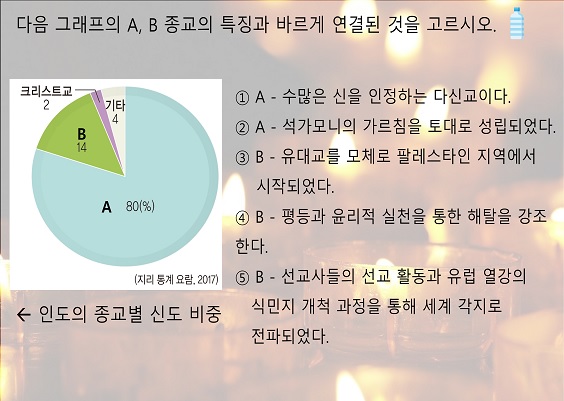 다음 그래프의 A, B 종교의 특징과 바르게 연결된 것을 고르시오.
크리스트교
2
기타
4
B
14
A 80(%)
(지리 통계 요람, 2017)
← 인도의 종교별 신도 비중
① A - 수많은 신을 인정하는 다신교이다.
② A - 석가모니의 가르침을 토대로 성립되었다.
③ B - 유대교를 모체로 팔레스타인 지역에서
시작되었다.
④ B - 평등과 윤리적 실천을 통한 해탈을 강조
한다.
⑤ B - 선교사들의 선교 활동과 유럽 열강의
식민지 개척 과정을 통해 세계 각지로
전파되었다.